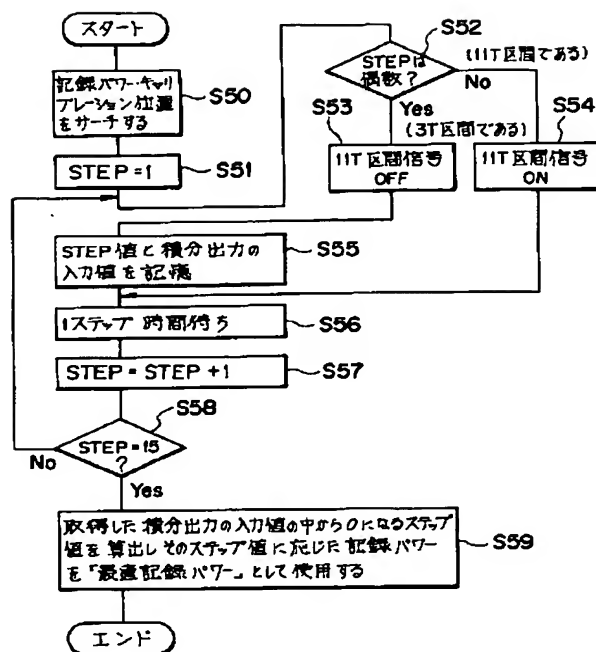 スタート
記録パワー・キャリ
ブレーション位置
をサーチする
S50
STEP=1
S51
STEPは
偶数?
S52
(11T区間である)
No
Yes
(3T区間である)
S53
11T区間信号
OFF
S54
11T区間信号
ON
STEP値と積分出力の
入力値を記憶
S55
1ステップ時間待ち
S56
STEP=STEP+1
S57
STEP=15
?
S58
No
Yes
取得した積分出力の入力値の中から0になるステップ
値を算出しそのステップ値に応じた記録パワー
を「最適記録パワー」として使用する
S59
エンド